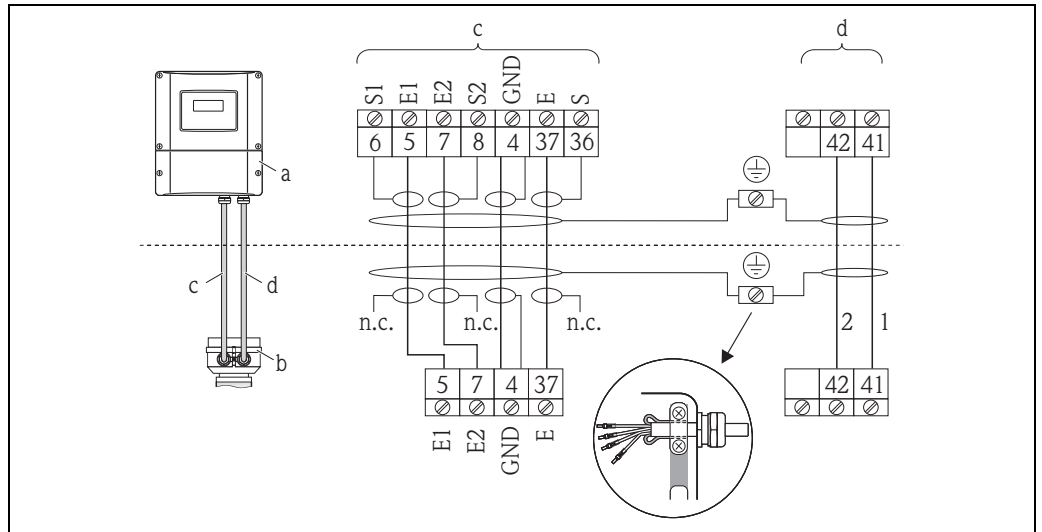 c
d
S1 E1 E2 S2 GND E S
6 5 7 8 4 37 36
42 41
a
c d
n.c. n.c. n.c.
2 1
b
5 7 4 37
42 41
E1 E2 GND E